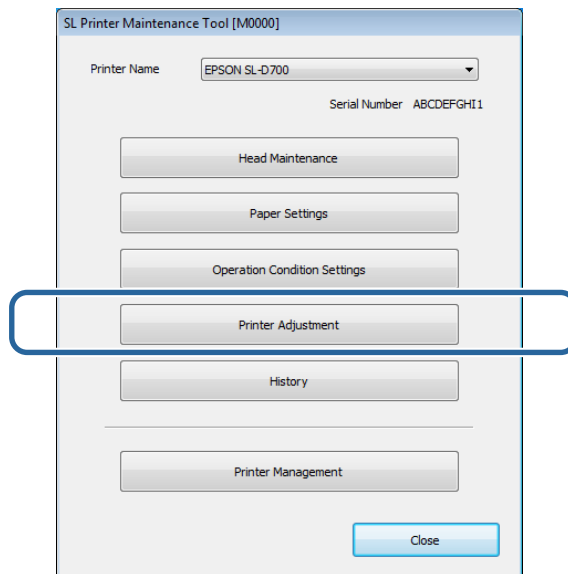 SL Printer Maintenance Tool [M0000]
Printer Name EPSON SL-D700
Serial Number ABCDEFGHI1
Head Maintenance
Paper Settings
Operation Condition Settings
Printer Adjustment
History
Printer Management
Close